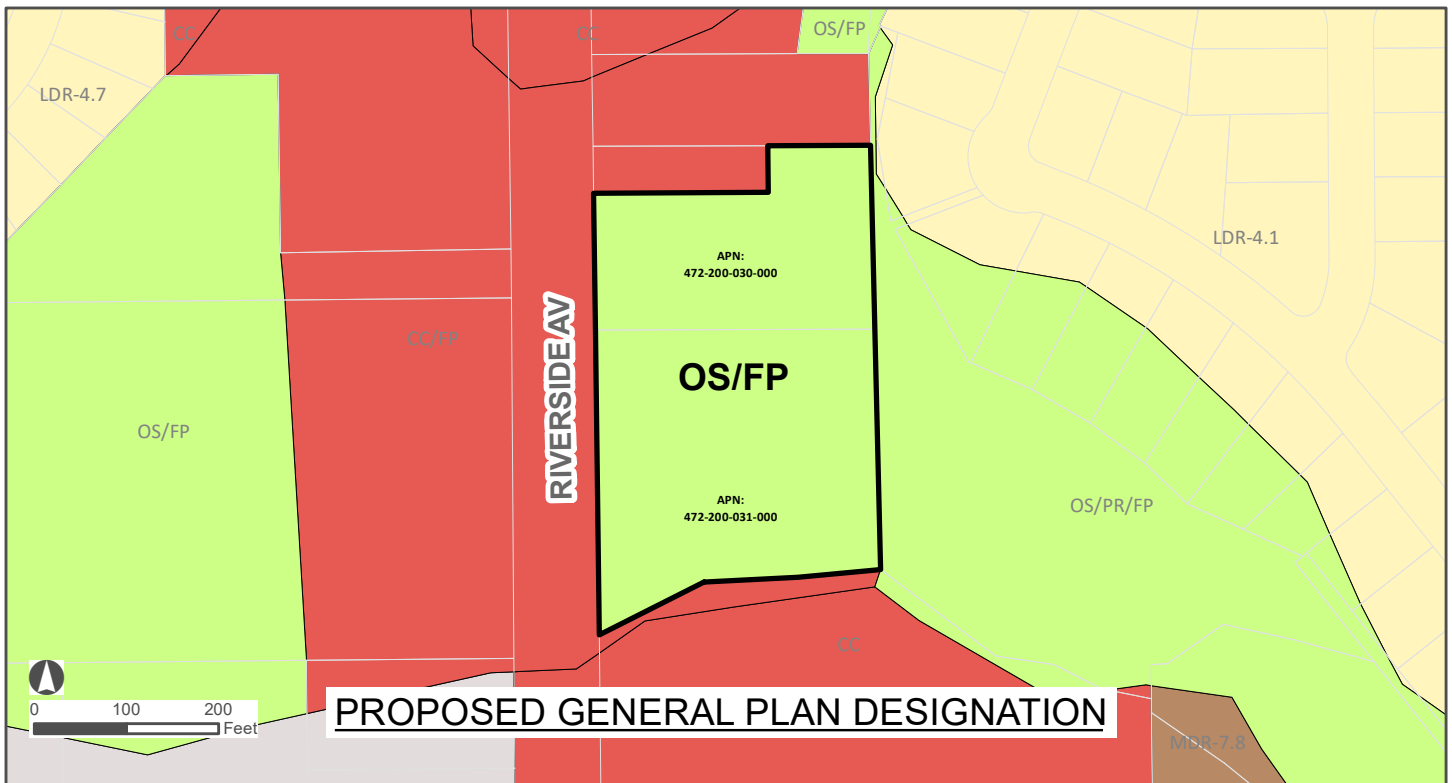 CC
CC
OS/FP
LDR-4.7
LDR-4.1
APN:
472-200-030-000
RIVERSIDE AV
CC/FP
OS/FP
OS/FP
APN:
472-200-031-000
OS/PR/FP
CC
0 100 200
Feet
PROPOSED GENERAL PLAN DESIGNATION
MDR-7.8